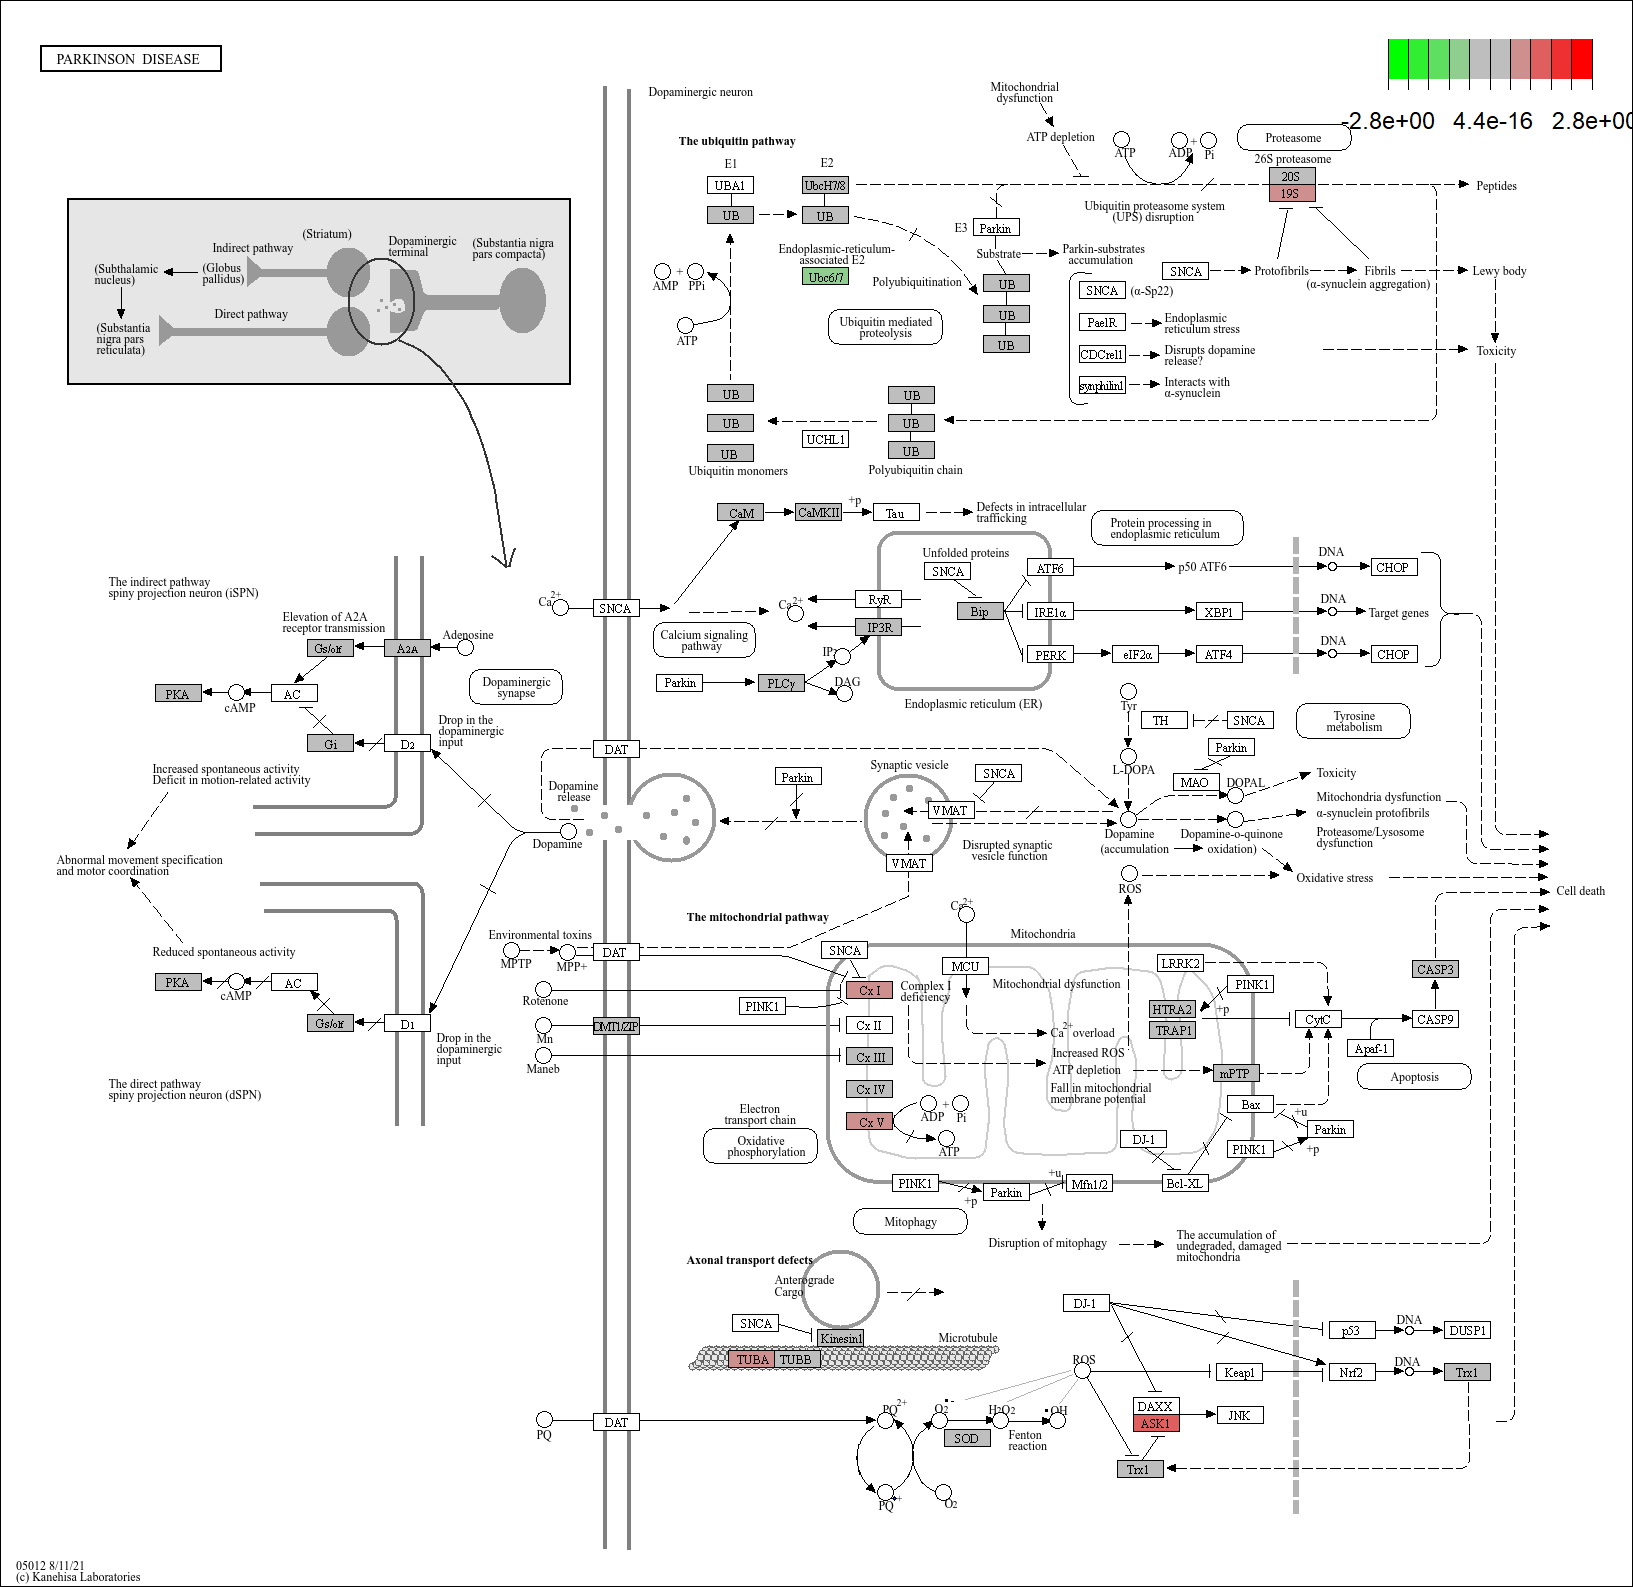 PARKINSON DISEASE
-2.8e+00 4.4e-16 2.8e+00
Dopaminergic neuron
Mitochondrial
dysfunction
ATP depletion
ATP
ADP
+
Pi
Proteasome
26S proteasome
20S
19S
Peptides
The ubiquitin pathway
E1
E2
UBA1
UbcH7/8
UB
UB
Ubiquitin proteasome system
(UPS) disruption
E3
Parkin
Substrate
Parkin-substrates
accumulation
Endoplasmic-reticulum-
associated E2
Ubc6/7
Polyubiquitination
UB
UB
UB
AMP
+
PPi
ATP
Ubiquitin mediated
proteolysis
SNCA
Protofibrils
Fibrils
(α-synuclein aggregation)
Lewy body
SNCA
(α-Sp22)
PaelR
Endoplasmic
reticulum stress
CDCrel1
Disrupts dopamine
release?
synphilin1
Interacts with
α-synuclein
Toxicity
UB
UB
UB
Ubiquitin monomers
UCHL1
UB
UB
UB
Polyubiquitin chain
(Striatum)
Indirect pathway
Dopaminergic
terminal
(Substantia nigra
pars compacta)
(Subthalamic
nucleus)
(Globus
pallidus)
Direct pathway
(Substantia
nigra pars
reticulata)
CaM
CaMKII
+p
Tau
Defects in intracellular
trafficking
Protein processing in
endoplasmic reticulum
Unfolded proteins
SNCA
ATF6
p50 ATF6
DNA
CHOP
Ca2+
SNCA
Ca2+
RyR
IP3R
Bip
IRE1α
XBP1
DNA
Target genes
Calcium signaling
pathway
IP3
PERK
eIF2α
ATF4
DNA
CHOP
Parkin
PLCγ
DAG
Endoplasmic reticulum (ER)
The indirect pathway
spiny projection neuron (iSPN)
Elevation of A2A
receptor transmission
Gs/olf
A2A
Adenosine
PKA
cAMP
AC
Gi
D2
Drop in the
dopaminergic
input
Dopaminergic
synapse
Increased spontaneous activity
Deficit in motion-related activity
Abnormal movement specification
and motor coordination
Reduced spontaneous activity
PKA
cAMP
AC
Gs/olf
D1
Drop in the
dopaminergic
input
The direct pathway
spiny projection neuron (dSPN)
DAT
Dopamine
release
Dopamine
Parkin
Synaptic vesicle
SNCA
VMAT
VMAT
Disrupted synaptic
vesicle function
Tyr
TH
SNCA
Tyrosine
metabolism
L-DOPA
Parkin
MAO
DOPAL
Toxicity
Mitochondria dysfunction
α-synuclein protofibrils
Proteasome/Lysosome
dysfunction
Dopamine
(accumulation
Dopamine-o-quinone
oxidation)
ROS
Oxidative stress
Cell death
The mitochondrial pathway
Environmental toxins
MPTP
MPP+
DAT
Rotenone
Mn
DMT1/ZIP
Maneb
SNCA
PINK1
Cx I
Cx II
Cx III
Cx IV
Cx V
Complex I
deficiency
Ca2+
MCU
Mitochondria
Mitochondrial dysfunction
Ca2+ overload
Increased ROS
ATP depletion
Fall in mitochondrial
membrane potential
ADP
+
Pi
ATP
LRRK2
PINK1
+p
HTRA2
TRAP1
CytC
CASP3
CASP9
Apaf-1
Apoptosis
mPTP
Bax
+u
Parkin
PINK1
+p
DJ-1
Bcl-XL
Electron
transport chain
Oxidative
phosphorylation
PINK1
+p
Parkin
+u
Mfn1/2
Mitophagy
Disruption of mitophagy
The accumulation of
undegraded, damaged
mitochondria
Axonal transport defects
Anterograde
Cargo
SNCA
Kinesin1
Microtubule
TUBA
TUBB
DJ-1
p53
DNA
DUSP1
ROS
Keap1
Nrf2
DNA
Trx1
DAXX
ASK1
JNK
Trx1
PQ
DAT
PQ2+
O2•-
H2O2
•OH
SOD
Fenton
reaction
PQ•+
O2
05012 8/11/21
(c) Kanehisa Laboratories